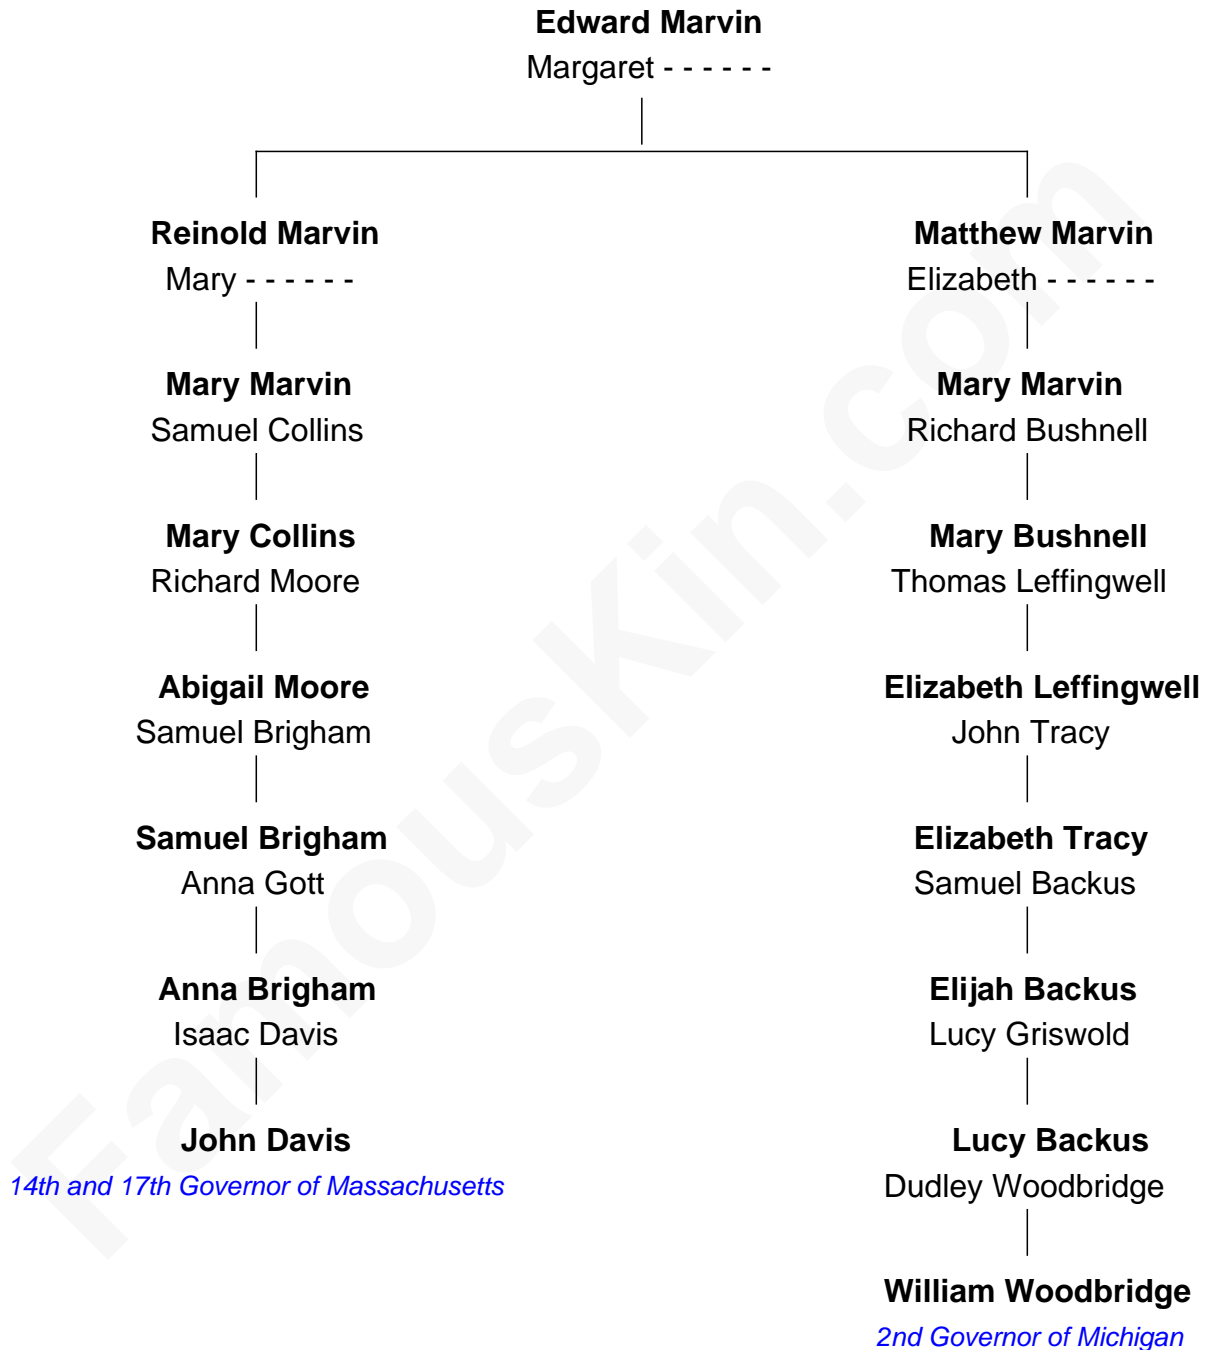 Edward Marvin
Margaret - - - - - -
Reinold Marvin
Mary - - - - - -
Mary Marvin
Samuel Collins
Mary Collins
Richard Moore
Abigail Moore
Samuel Brigham
Samuel Brigham
Anna Gott
Anna Brigham
Isaac Davis
John Davis
14th and 17th Governor of Massachusetts
Matthew Marvin
Elizabeth - - - - - -
Mary Marvin
Richard Bushnell
Mary Bushnell
Thomas Leffingwell
Elizabeth Leffingwell
John Tracy
Elizabeth Tracy
Samuel Backus
Elijah Backus
Lucy Griswold
Lucy Backus
Dudley Woodbridge
William Woodbridge
2nd Governor of Michigan
FamousKin.com